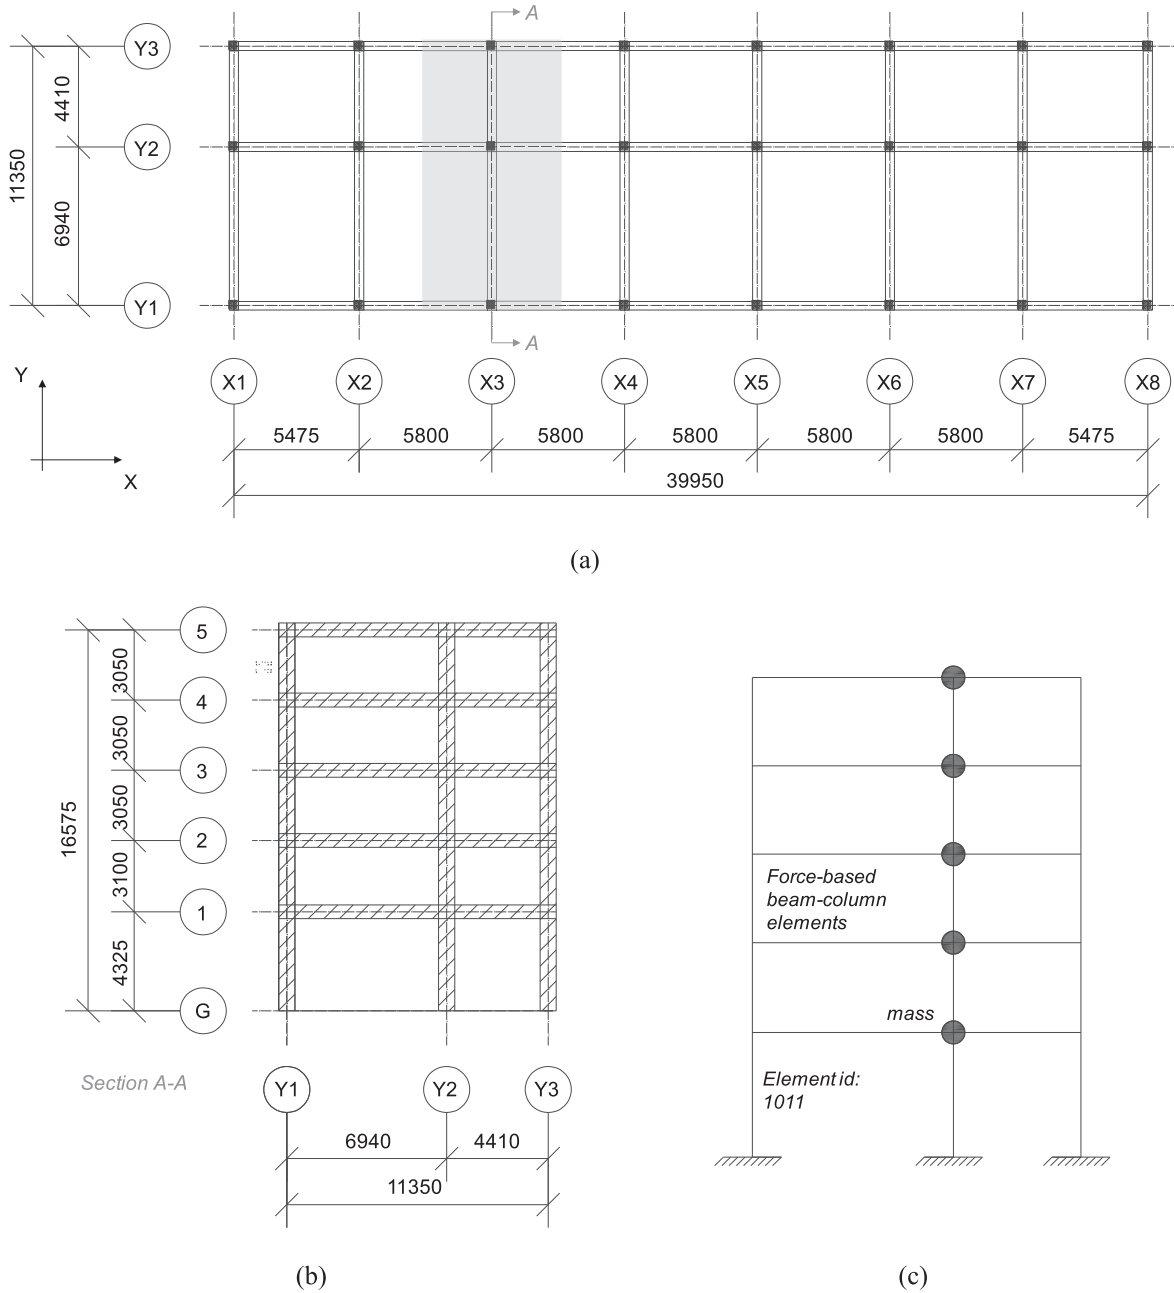 A
Y3
4410
Y2
11350
6940
Y1
A
Y
X
X1
X2
X3
X4
X5
X6
X7
X8
5475
5800
5800
5800
5800
5800
5475
39950
(a)
5
3050
4
3050
3
3050
16575
2
3100
1
4325
G
Section A-A
Y1
Y2
Y3
6940
4410
11350
(b)
Force-based
beam-column
elements
mass
Element id:
1011
(c)